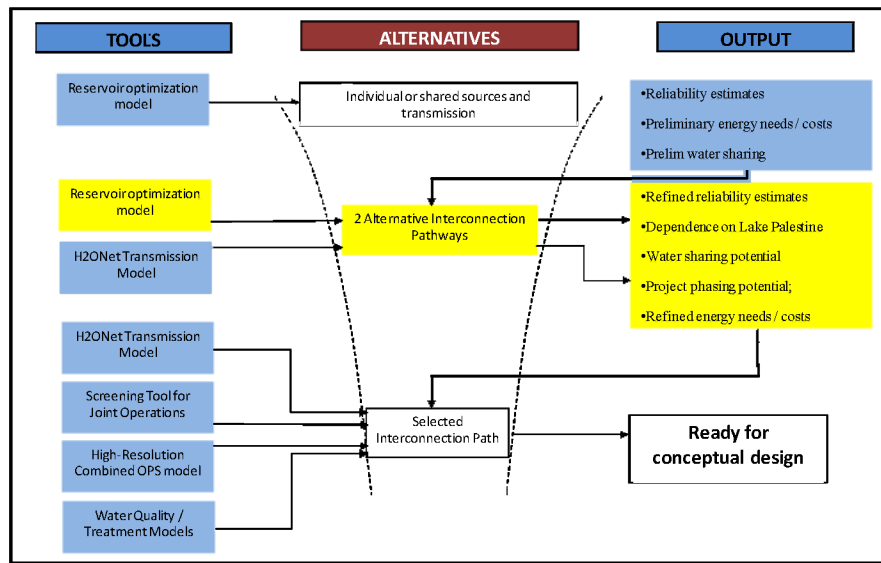 TOOLS
ALTERNATIVES
OUTPUT
Reservoir optimization
model
Individual or shared sources and
transmission
•Reliability estimates
•Preliminary energy needs / costs
•Prelim water sharing
Reservoir optimization
model
H2ONet Transmission
Model
2 Alternative Interconnection
Pathways
•Refined reliability estimates
•Dependence on Lake Palestine
•Water sharing potential
•Project phasing potential;
•Refined energy needs / costs
H2ONet Transmission
Model
Screening Tool for
Joint Operations
High-Resolution
Combined OPS model
Water Quality /
Treatment Models
Selected
Interconnection Path
Ready for
conceptual design